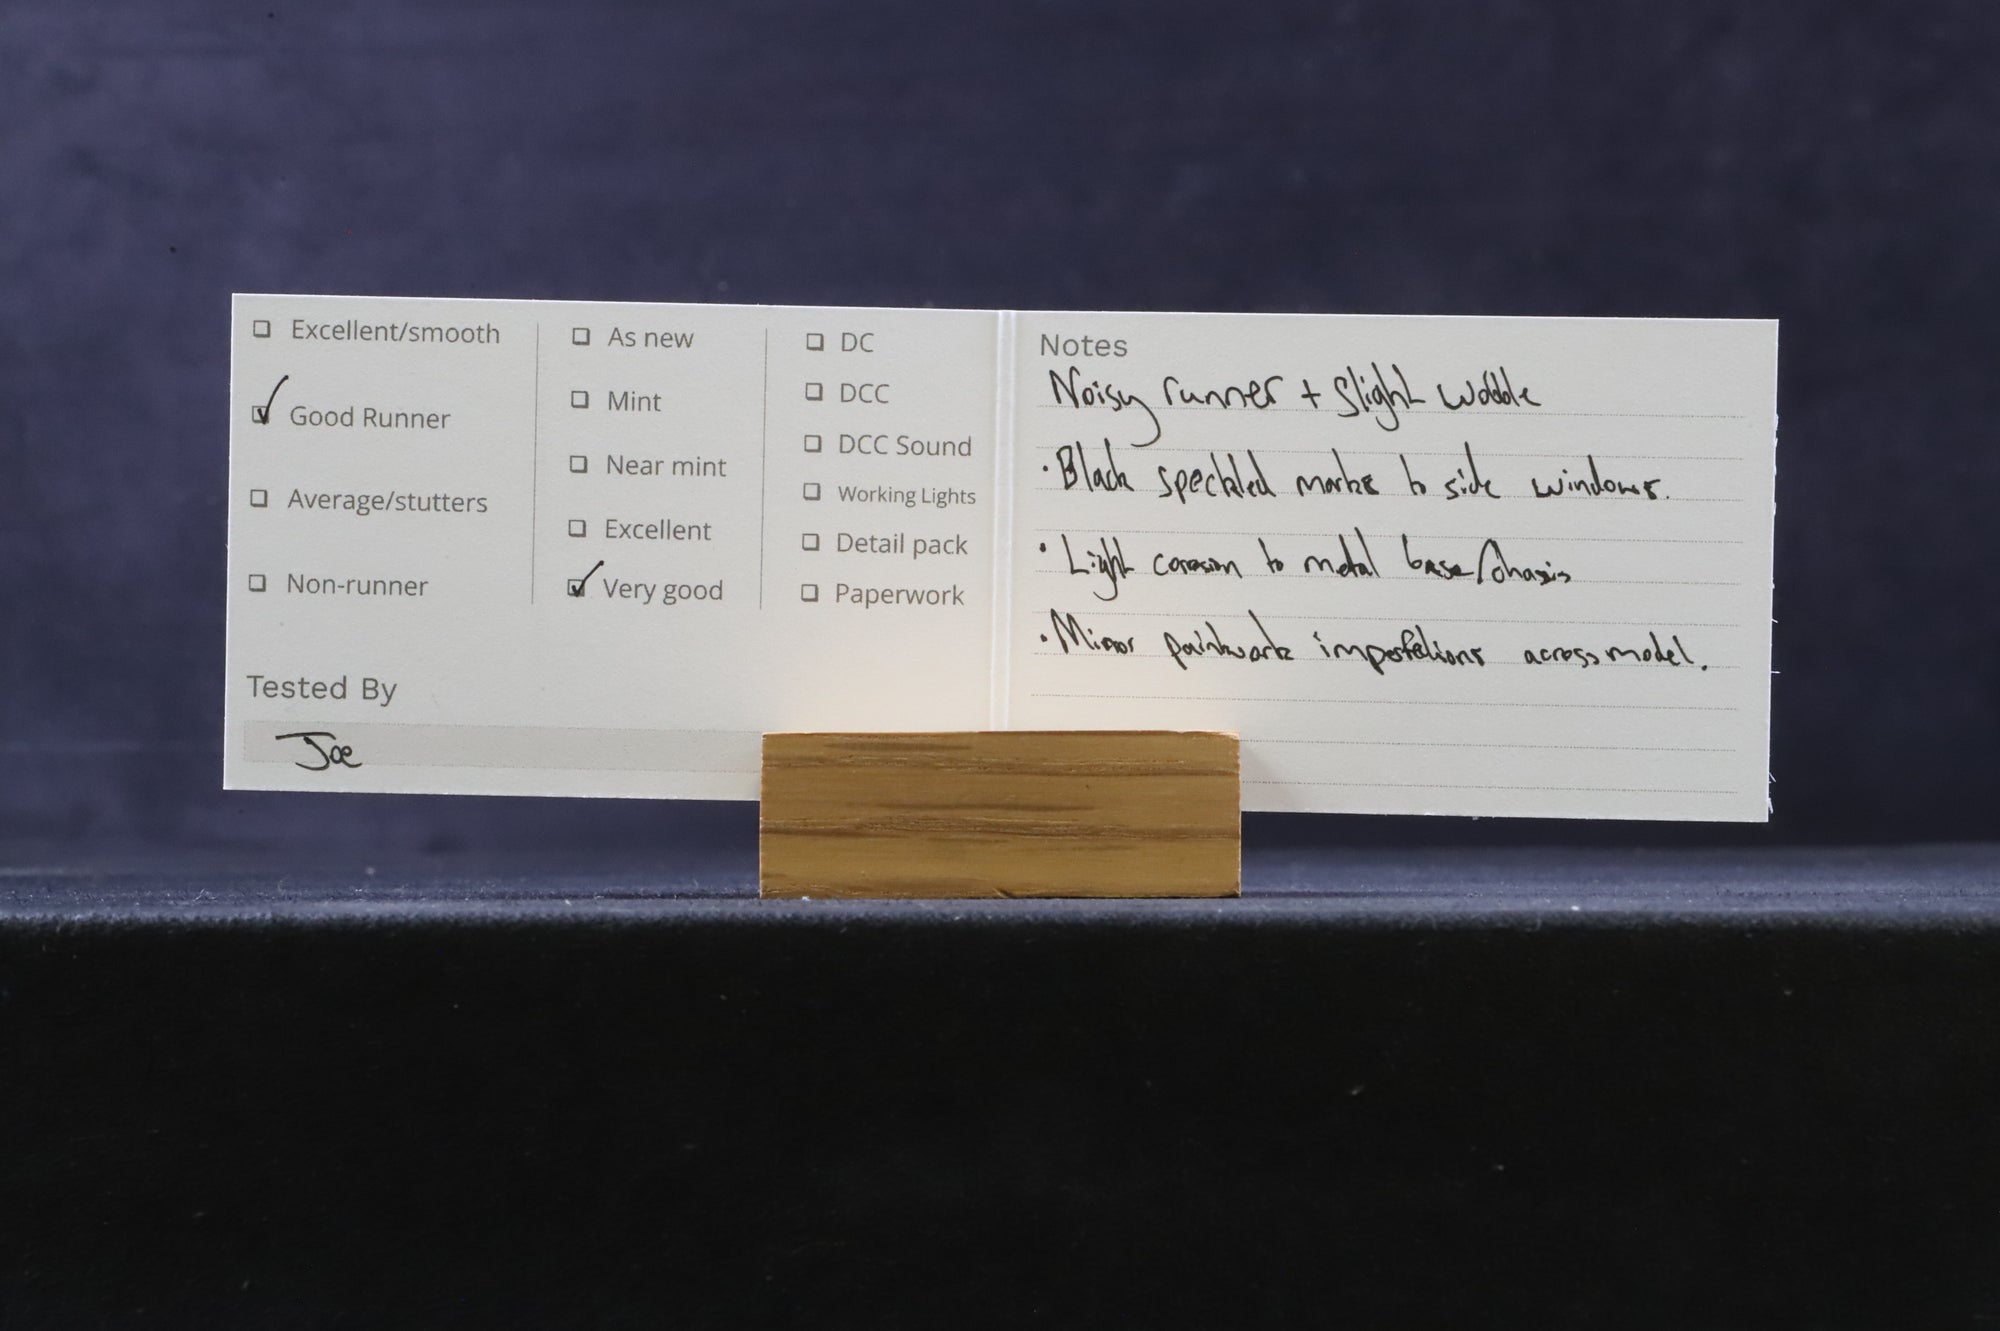 Excellent/smooth
Good Runner
Average/stutters
Non-runner
Tested By
Joe
As new
Mint
Near mint
Excellent
Very good
DC
DCC
DCC Sound
Working Lights
Detail pack
Paperwork
Notes
Noisy runner + slight wobble
• Black speckled marks to side windows.
• Light corosion to metal base/chasis
• Minor paintwork imperfections across model.